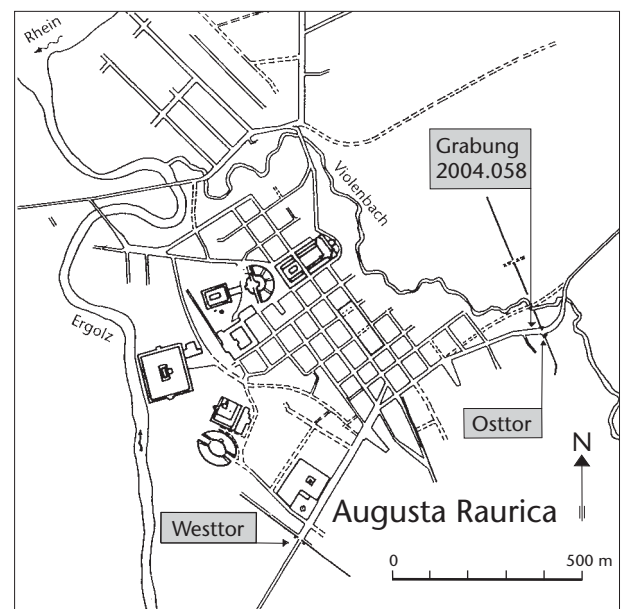 Rhein
Grabung
2004.058
Violenbach
Ergolz
Osttor
N
Augusta Raurica
Westtor
0 500 m